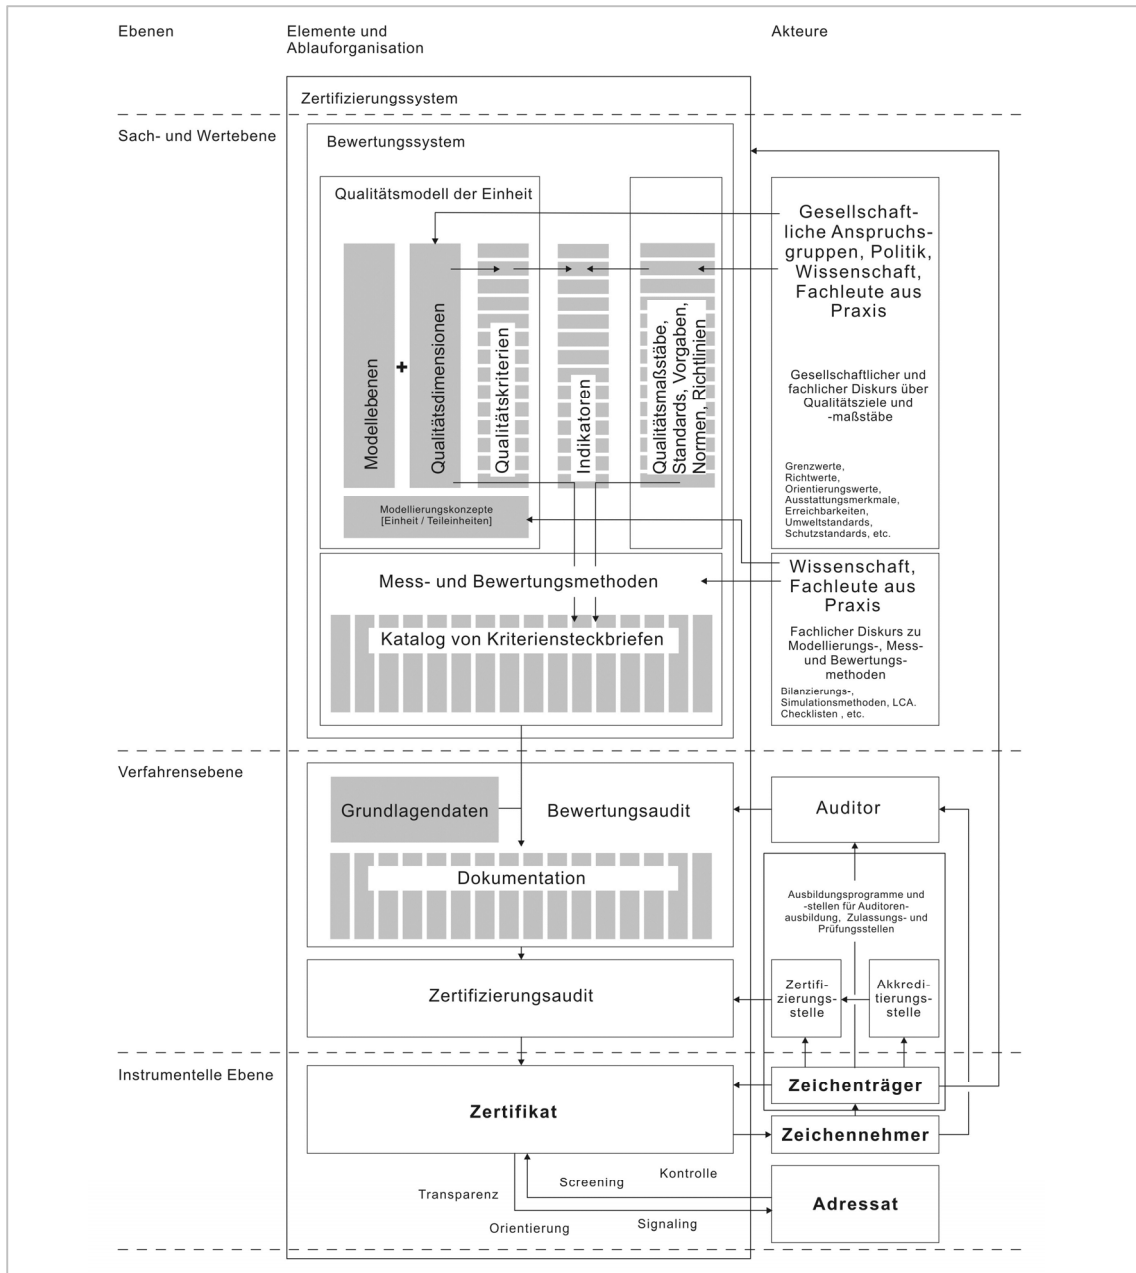 Ebenen
Elemente und
Ablauforganisation
Akteure
Zertifizierungssystem
Sach- und Wertebene
Bewertungssystem
Qualitätsmodell der Einheit
Modellebenen
+
Qualitätsdimensionen
Qualitätskriterien
Indikatoren
Qualitätsmaßstäbe,
Standards, Vorgaben,
Normen, Richtlinien
Modellierungskonzepte
[Einheit / Teileinheiten]
Gesellschaft-
liche Anspruchs-
gruppen, Politik,
Wissenschaft,
Fachleute aus
Praxis
Gesellschaftlicher und
fachlicher Diskurs über
Qualitätsziele und
-maßstäbe
Grenzwerte,
Richtwerte,
Orientierungswerte,
Ausstattungsmerkmale,
Erreichbarkeiten,
Umweltstandards,
Schutzstandards, etc.
Mess- und Bewertungsmethoden
Katalog von Kriteriensteckbriefen
Wissenschaft,
Fachleute aus
Praxis
Fachlicher Diskurs zu
Modellierungs-, Mess-
und Bewertungs-
methoden
Bilanzierungs-,
Simulationsmethoden, LCA.
Checklisten , etc.
Verfahrensebene
Grundlagendaten
Bewertungsaudit
Dokumentation
Auditor
Ausbildungsprogramme und
-stellen für Auditoren-
ausbildung, Zulassungs- und
Prüfungsstellen
Zertifizierungsaudit
Zertifi-
zierungs-
stelle
Akkredi-
tierungs-
stelle
Instrumentelle Ebene
Zertifikat
Zeichenträger
Zeichennehmer
Kontrolle
Screening
Transparenz
Signaling
Orientierung
Adressat